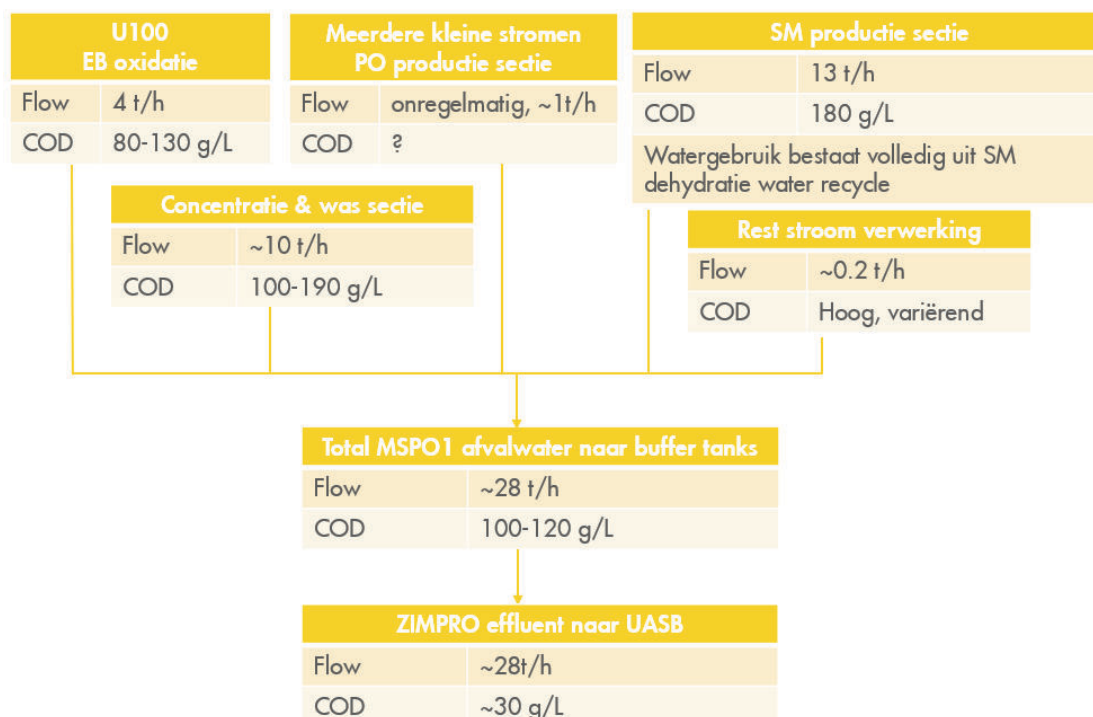 U100
EB oxidatie
Flow 4 t/h
COD 80-130 g/L
Meerdere kleine stromen
PO productie sectie
Flow onregelmatig, ~1t/h
COD ?
SM productie sectie
Flow 13 t/h
COD 180 g/L
Watergebruik bestaat volledig uit SM
dehydratie water recycle
Concentratie & was sectie
Flow ~10 t/h
COD 100-190 g/L
Rest stroom verwerking
Flow ~0.2 t/h
COD Hoog, variërend
Total MSPO1 afvalwater naar buffer tanks
Flow ~28 t/h
COD 100-120 g/L
ZIMPRO effluent naar UASB
Flow ~28t/h
COD ~30 g/L